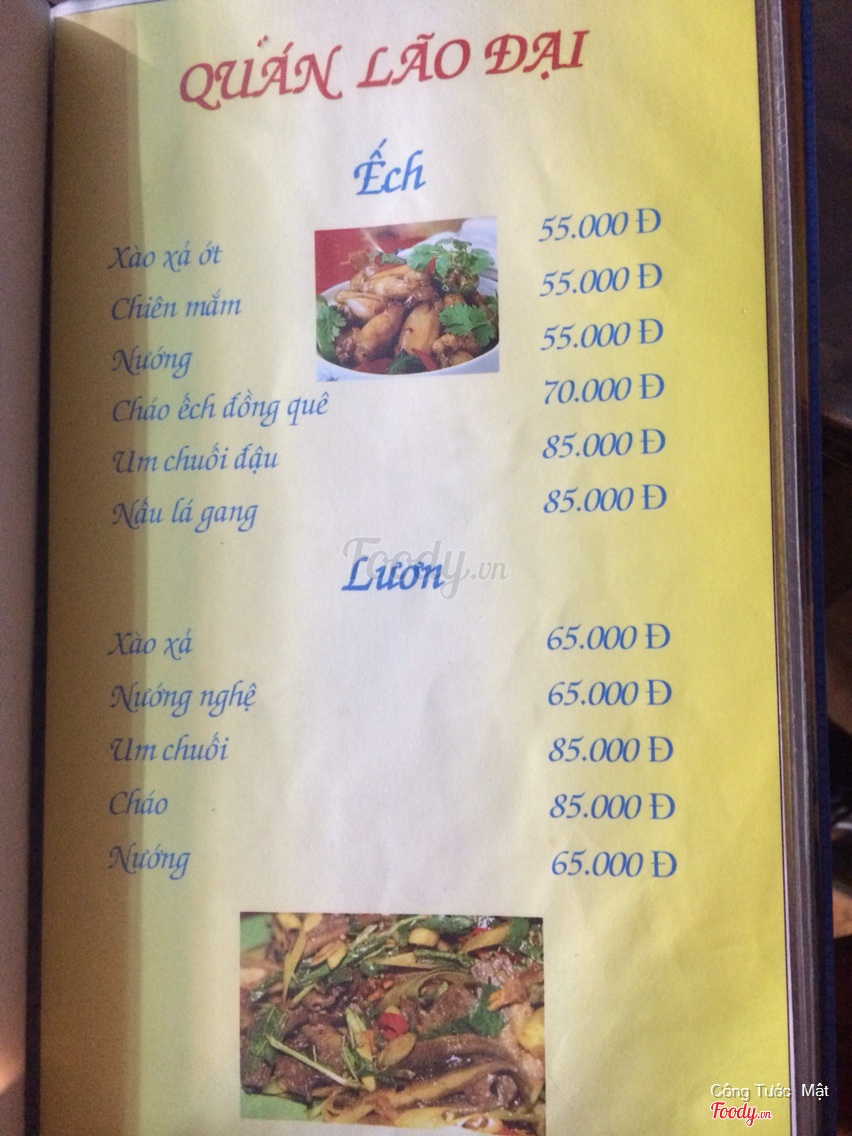 QUÁN LÃO ĐẠI
Ếch
Xào xả ớt 55.000 Đ
Chiên mắm 55.000 Đ
Nướng 55.000 Đ
Cháo ếch đồng quê 70.000 Đ
Um chuối đậu 85.000 Đ
Nấu lá gang 85.000 Đ
Foody.vn
Lươn
Xào xả 65.000 Đ
Nướng nghệ 65.000 Đ
Um chuối 85.000 Đ
Cháo 85.000 Đ
Nướng 65.000 Đ
Công Tước Mật
Foody.vn